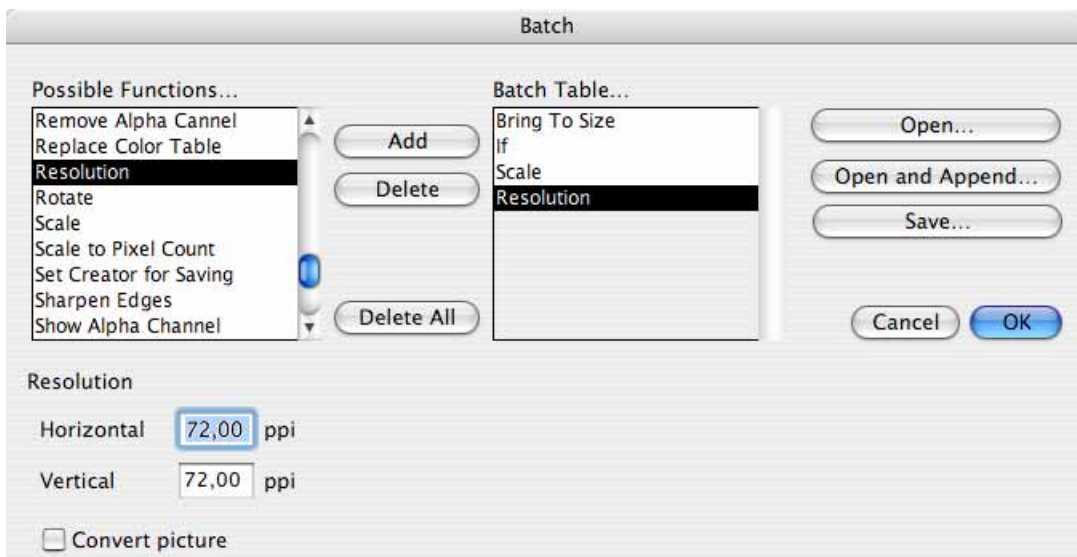 Batch
Possible Functions...
Remove Alpha Cannel
Replace Color Table
Resolution
Rotate
Scale
Scale to Pixel Count
Set Creator for Saving
Sharpen Edges
Show Alpha Channel
Add
Delete
Delete All
Batch Table...
Bring To Size
If
Scale
Resolution
Open...
Open and Append...
Save...
Cancel
OK
Resolution
Horizontal 72,00 ppi
Vertical 72,00 ppi
Convert picture